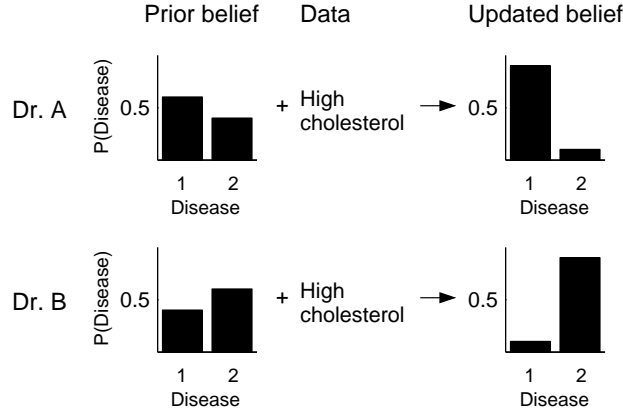 Prior belief Data Updated belief
Dr. A
P(Disease)
0.5
1 2
Disease
+ High
cholesterol
0.5
1 2
Disease
Dr. B
P(Disease)
0.5
1 2
Disease
+ High
cholesterol
0.5
1 2
Disease